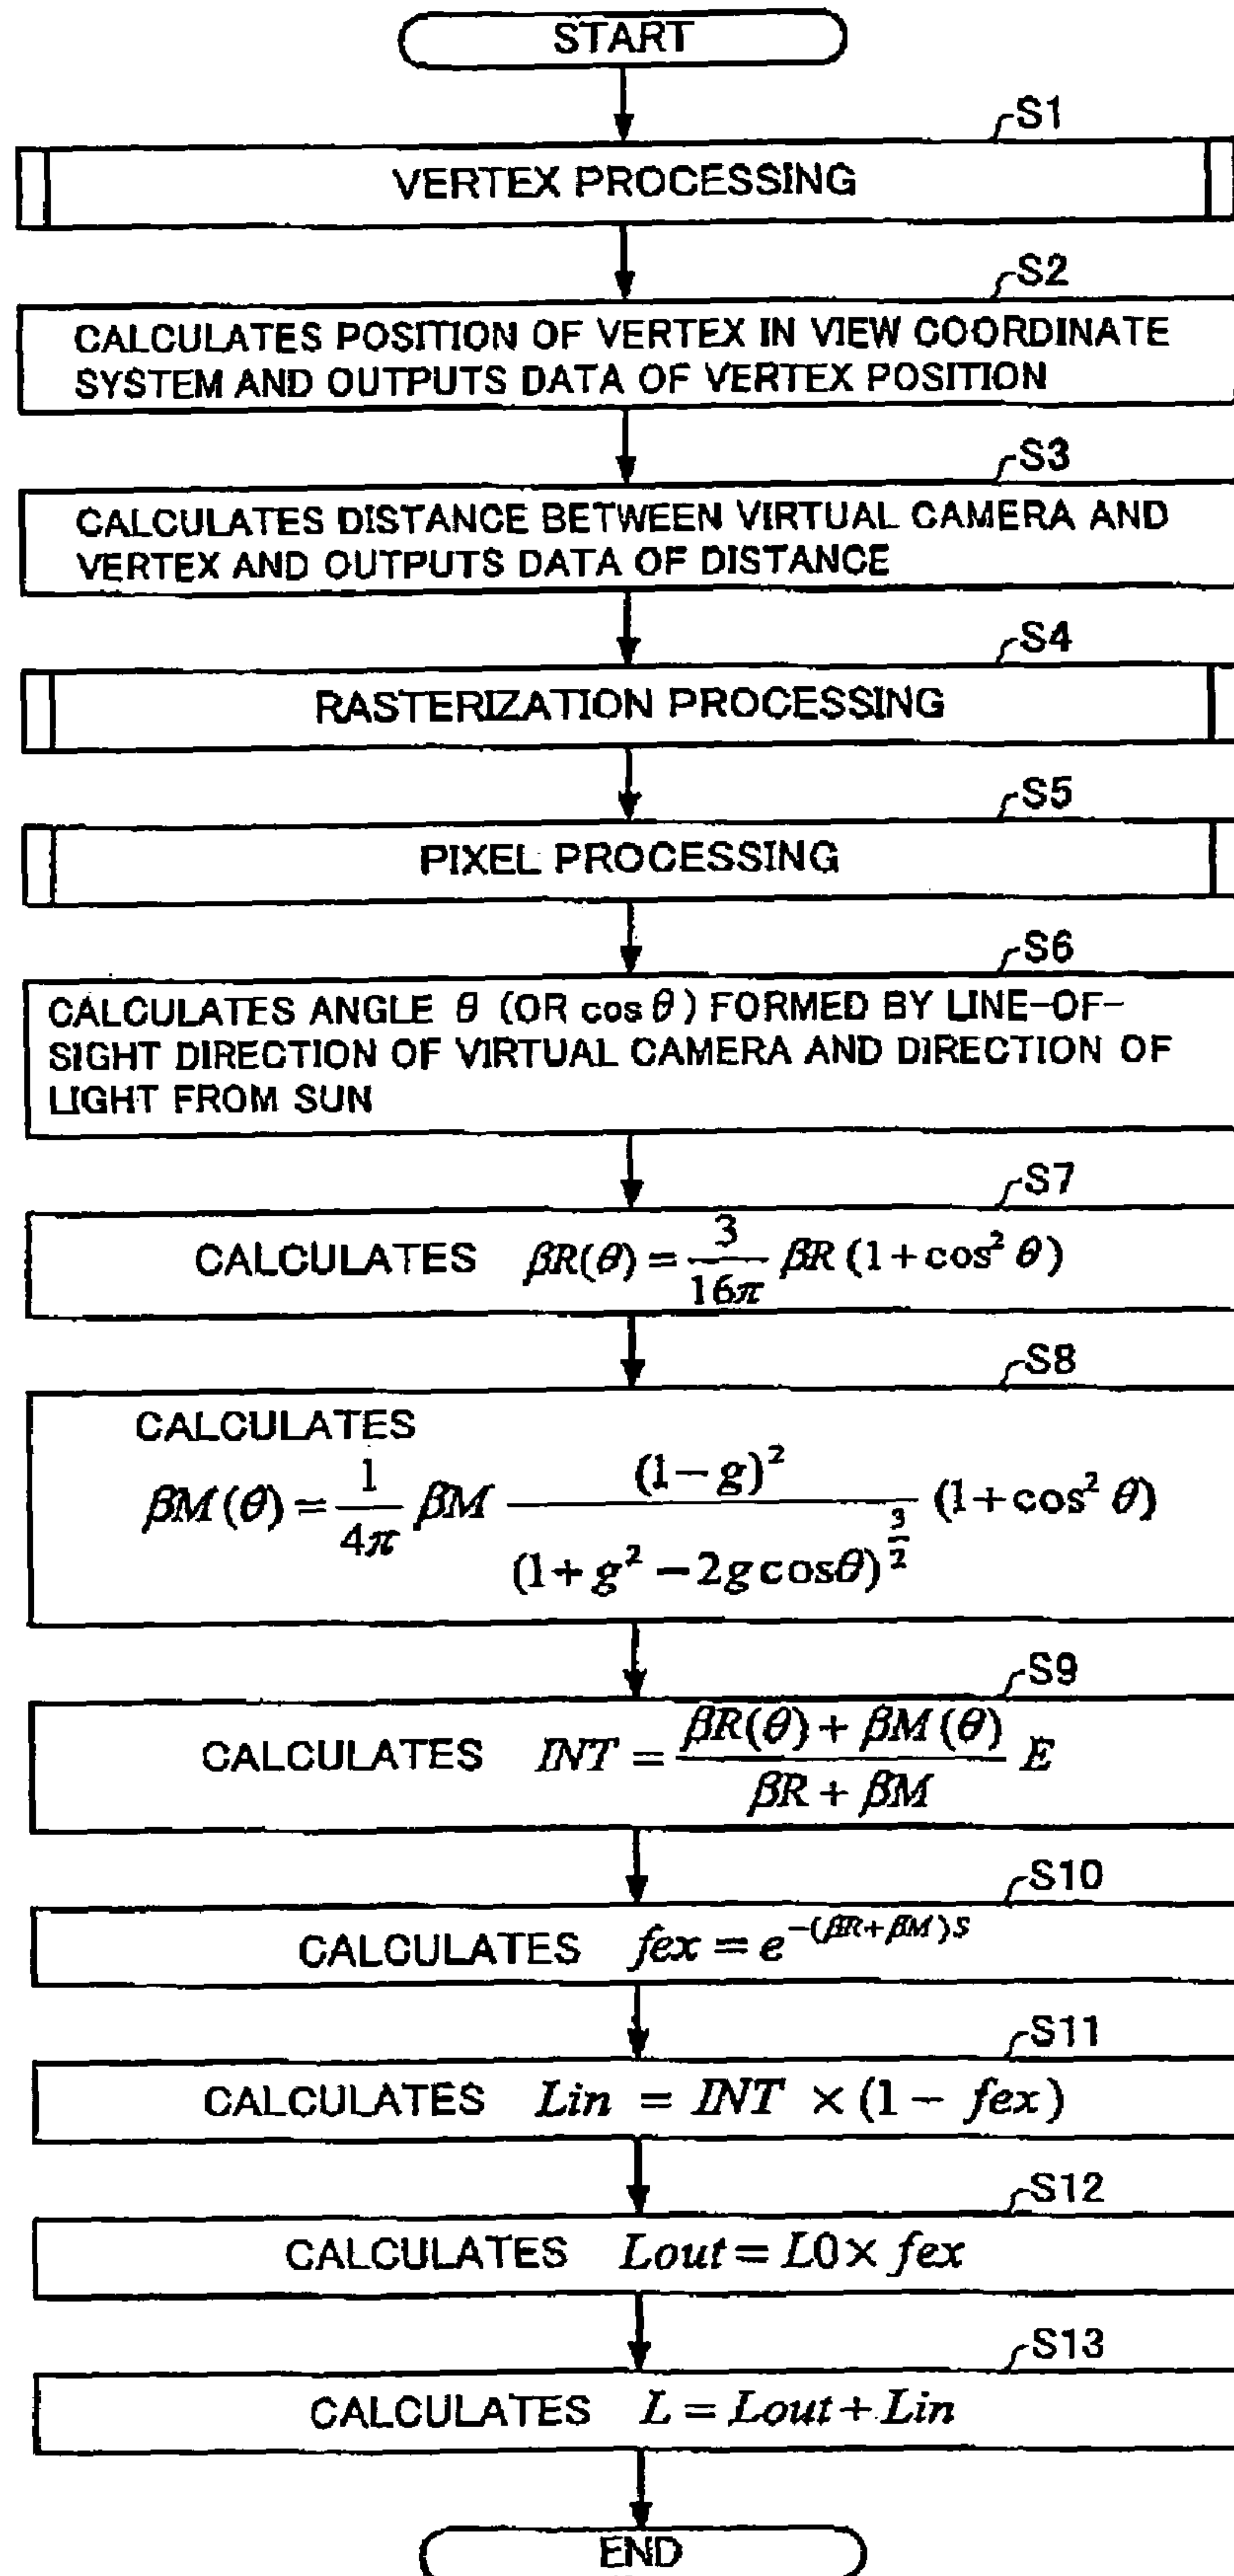 START
S1
VERTEX PROCESSING
S2
CALCULATES POSITION OF VERTEX IN VIEW COORDINATE
SYSTEM AND OUTPUTS DATA OF VERTEX POSITION
S3
CALCULATES DISTANCE BETWEEN VIRTUAL CAMERA AND
VERTEX AND OUTPUTS DATA OF DISTANCE
S4
RASTERIZATION PROCESSING
S5
PIXEL PROCESSING
S6
CALCULATES ANGLE θ (OR cos θ) FORMED BY LINE-OF-
SIGHT DIRECTION OF VIRTUAL CAMERA AND DIRECTION OF
LIGHT FROM SUN
S7
CALCULATES βR(θ) = 3/16π βR (1+cos² θ)
S8
CALCULATES
βM(θ) = 1/4π βM (1−g)² / (1+g²−2g cosθ)^(3/2) (1+cos² θ)
S9
CALCULATES INT = (βR(θ)+βM(θ))/(βR+βM) E
S10
CALCULATES fex = e^−(βR+βM)S
S11
CALCULATES Lin = INT × (1 − fex)
S12
CALCULATES Lout = L0 × fex
S13
CALCULATES L = Lout + Lin
END